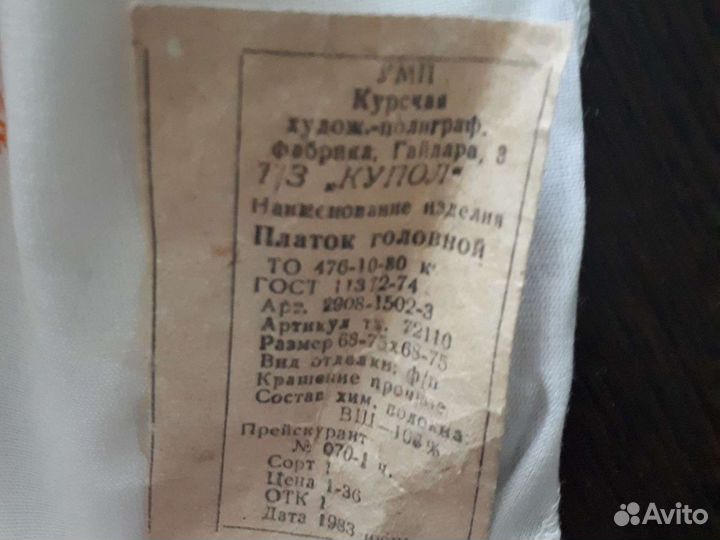 УМП
Курская
худож.-полиграф.
фабрика, Гайдара, 3
Т/З „КУПОЛ“
Наименование изделия
Платок головной
ТО 476-10-80 к
ГОСТ 11372-74
Арт. 2908-1502-3
Артикул тк. 72110
Размер 68-75х68-75
Вид отделки: ф/п
Крашение прочное
Состав хим. волокна:
ВШ—100%
Прейскурант
№ 070-1 ч.
Сорт 1
Цена 1-36
ОТК 1
Дата 1983
Avito